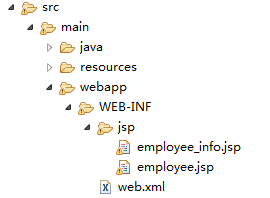 src
main
java
resources
webapp
WEB-INF
jsp
employee_info.jsp
employee.jsp
web.xml